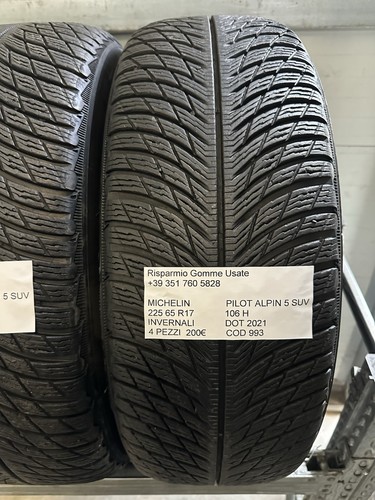 Risparmio Gomme Usate
+39 351 760 5828
MICHELIN PILOT ALPIN 5 SUV
225 65 R17 106 H
INVERNALI DOT 2021
4 PEZZI 200€ COD 993
5 SUV